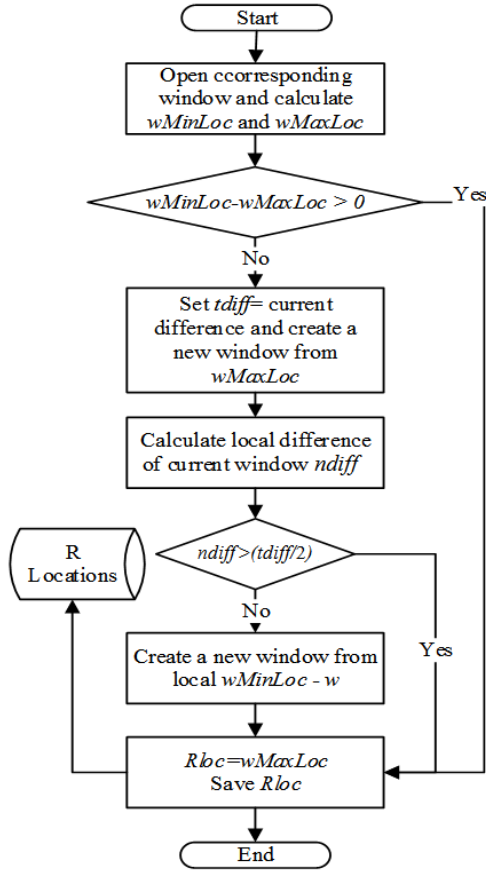 Start
Open ccorresponding
window and calculate
wMinLoc and wMaxLoc
wMinLoc-wMaxLoc > 0
Yes
No
Set tdiff= current
difference and create a
new window from
wMaxLoc
Calculate local difference
of current window ndiff
ndiff>(tdiff/2)
R
Locations
No
Yes
Create a new window from
local wMinLoc - w
Rloc=wMaxLoc
Save Rloc
End